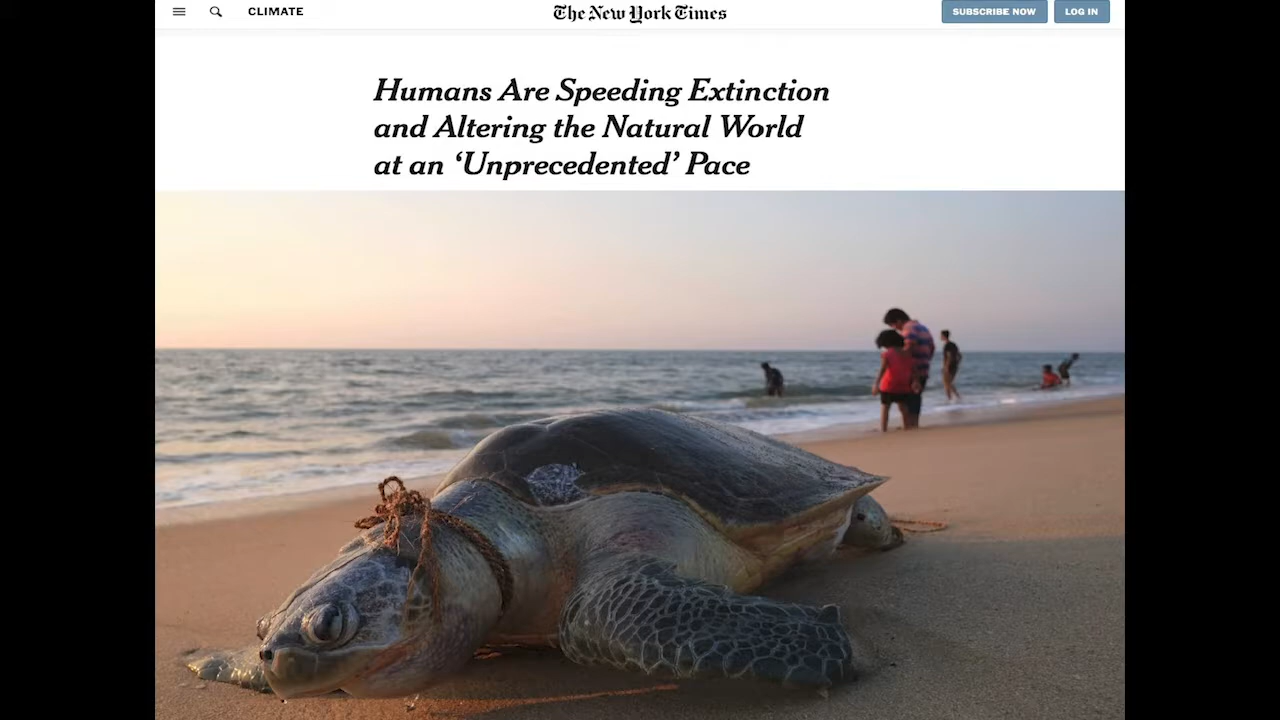 CLIMATE
The New York Times
SUBSCRIBE NOW
LOG IN
Humans Are Speeding Extinction
and Altering the Natural World
at an ‘Unprecedented’ Pace